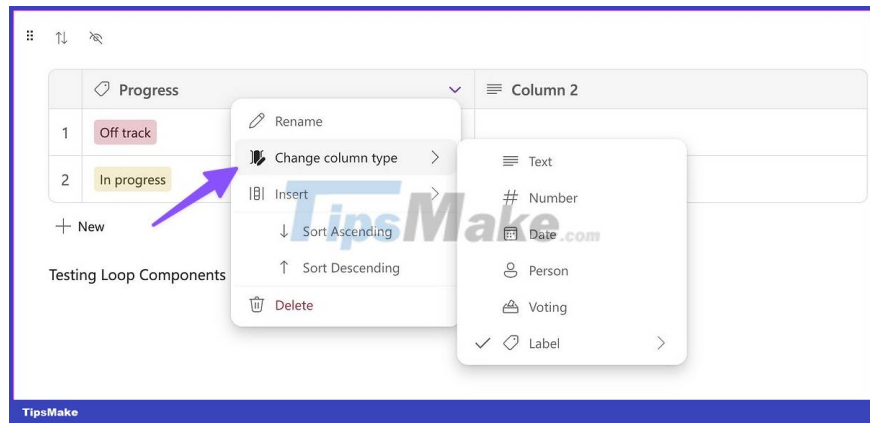 Progress
Column 2
1
Off track
2
In progress
New
Testing Loop Components
Rename
Change column type
Insert
Sort Ascending
Sort Descending
Delete
Text
Number
Date
Person
Voting
Label
TipsMake.com
TipsMake